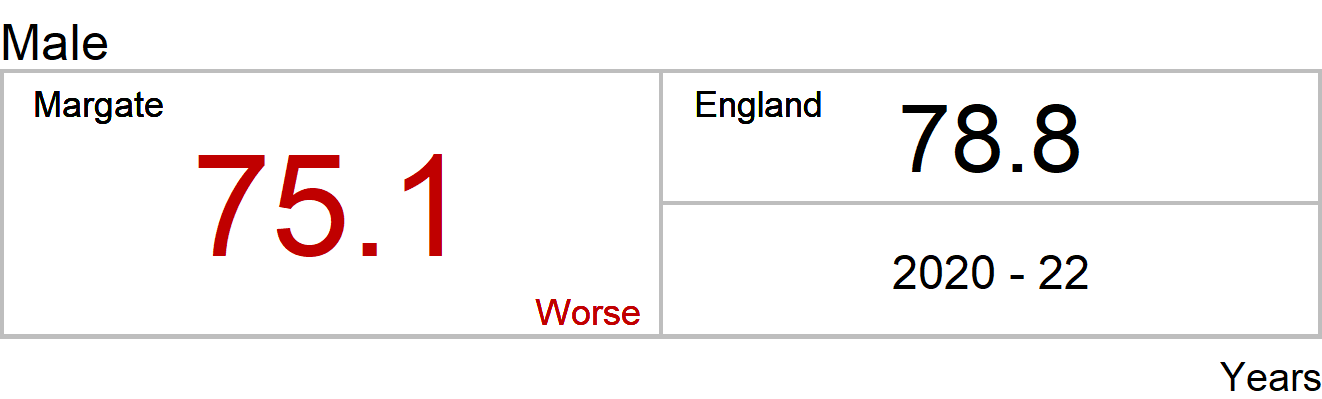 Male
Margate
75.1
Worse
England
78.8
2020 - 22
Years